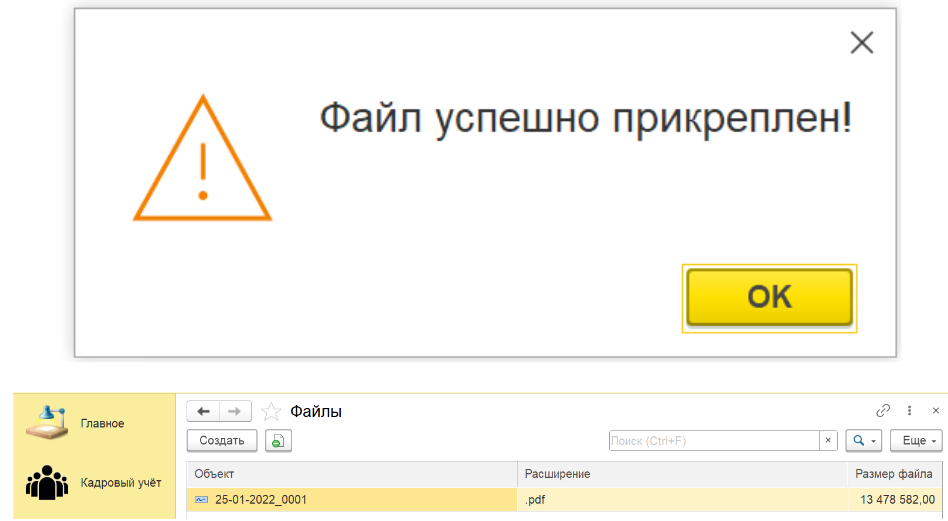 Файл успешно прикреплен!
OK
Главное
Файлы
Создать
Поиск (Ctrl+F)
×
Еще
Кадровый учёт
Объект Расширение Размер файла
25-01-2022_0001 .pdf 13 478 582,00